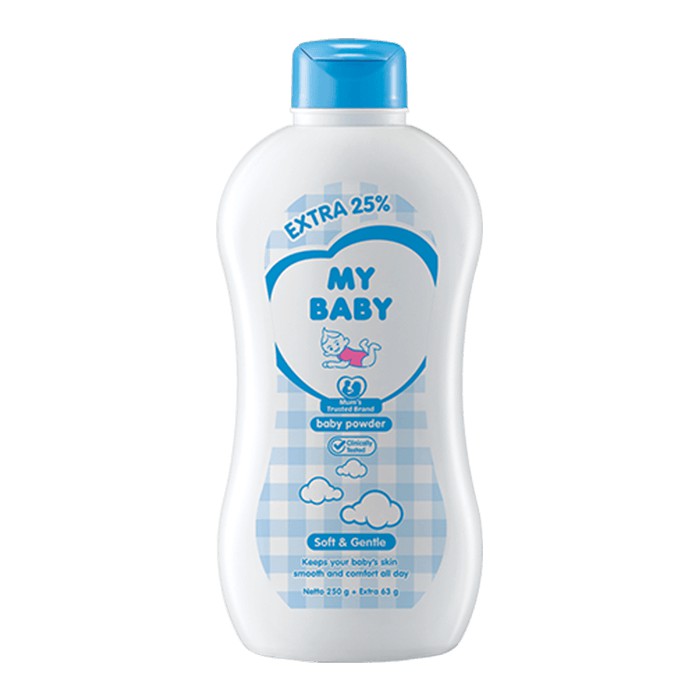 EXTRA 25%
MY
BABY
Mum's
Trusted Brand
baby powder
Clinically
Tested
Soft & Gentle
Keeps your baby's skin
smooth and comfort all day
Netto 250 g + Extra 63 g